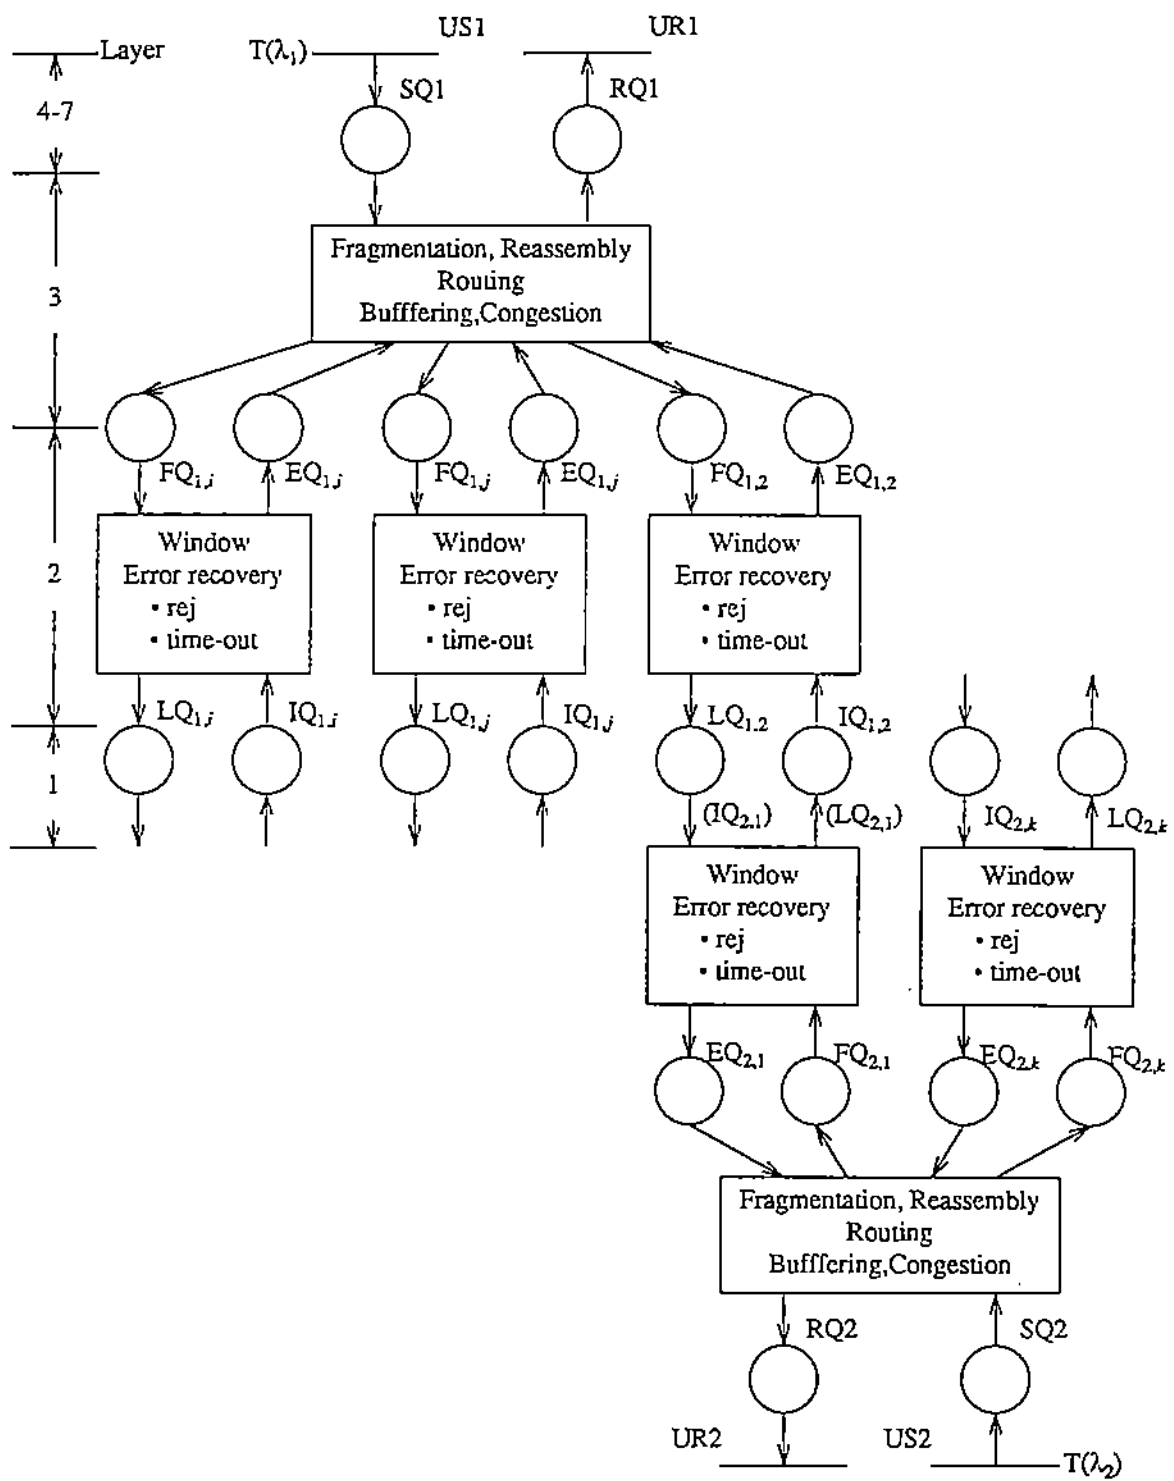 US1
UR1
Layer
T(λ₁)
SQ1
RQ1
4-7
Fragmentation, Reassembly
Routing
Bufffering,Congestion
3
FQ₁,ⱼ
EQ₁,ⱼ
FQ₁,ⱼ
EQ₁,ⱼ
FQ₁,₂
EQ₁,₂
Window
Error recovery
• rej
• time-out
Window
Error recovery
• rej
• time-out
Window
Error recovery
• rej
• time-out
2
LQ₁,ⱼ
IQ₁,ⱼ
LQ₁,ⱼ
IQ₁,ⱼ
LQ₁,₂
IQ₁,₂
1
(IQ₂,₁)
(LQ₂,₁)
IQ₂,ₖ
LQ₂,ₖ
Window
Error recovery
• rej
• time-out
Window
Error recovery
• rej
• time-out
EQ₂,₁
FQ₂,₁
EQ₂,ₖ
FQ₂,ₖ
Fragmentation, Reassembly
Routing
Bufffering,Congestion
RQ2
SQ2
UR2
US2
T(λ₂)